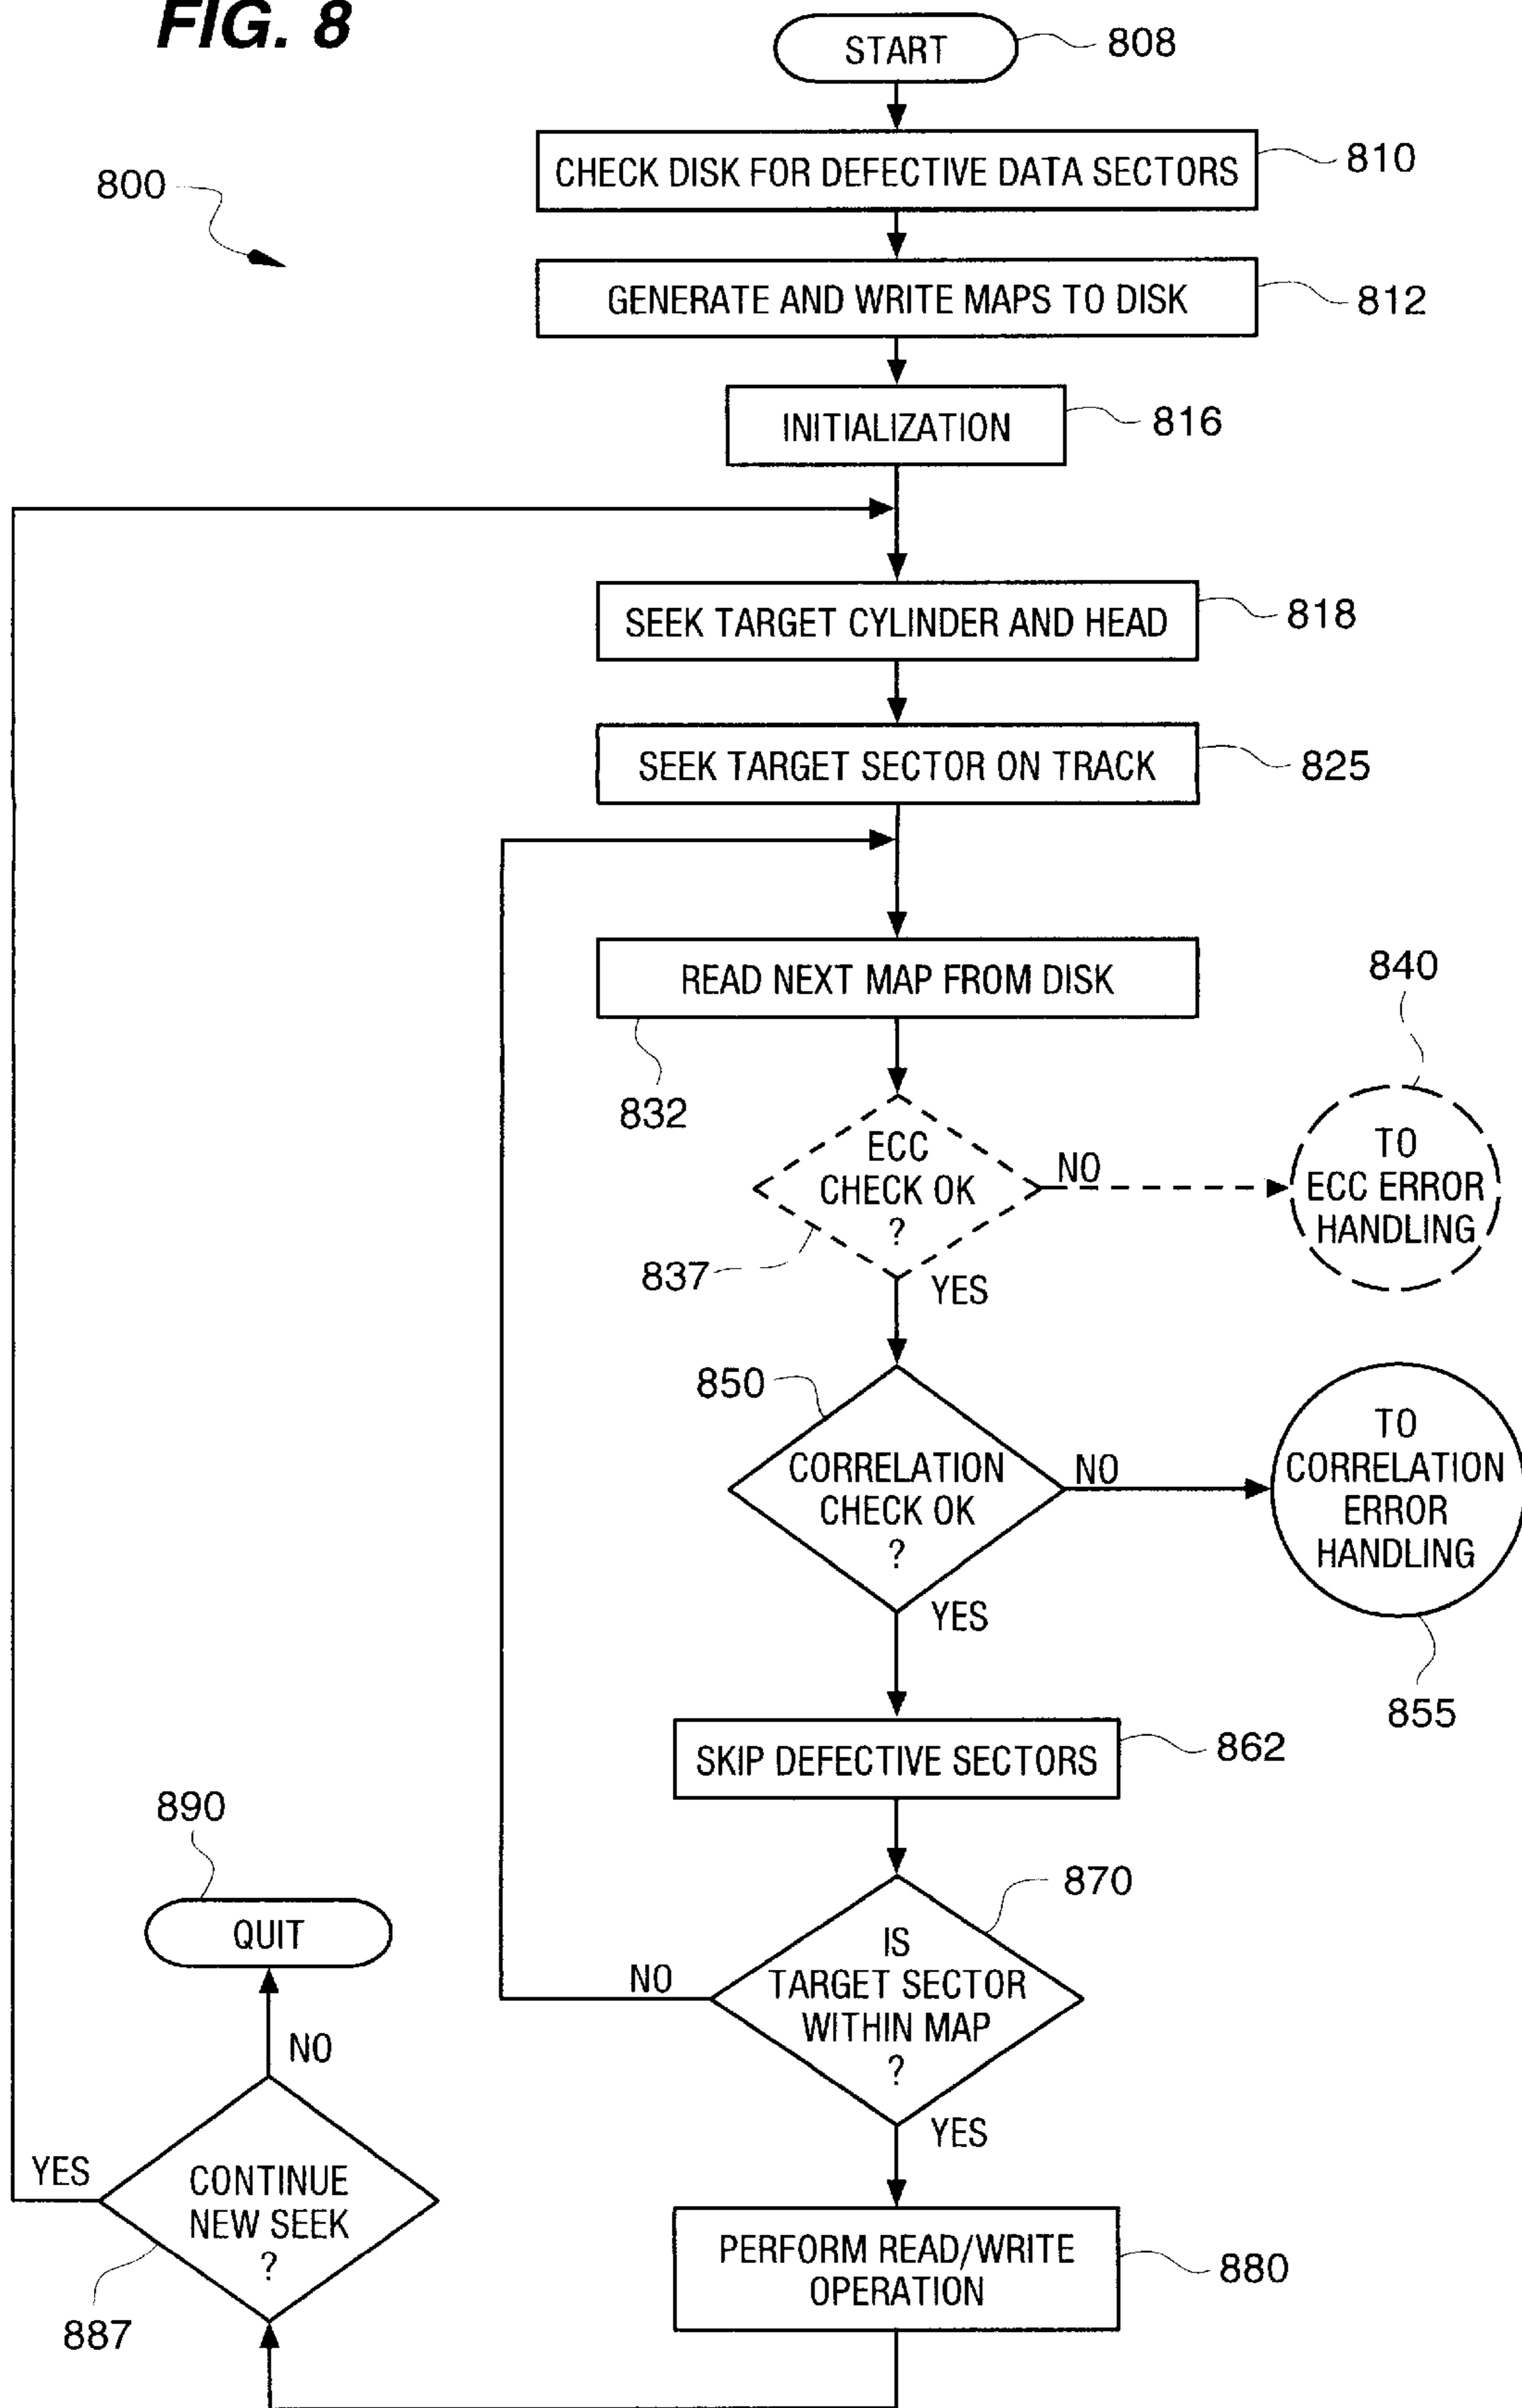 FIG. 8
START
808
CHECK DISK FOR DEFECTIVE DATA SECTORS
810
800
GENERATE AND WRITE MAPS TO DISK
812
INITIALIZATION
816
SEEK TARGET CYLINDER AND HEAD
818
SEEK TARGET SECTOR ON TRACK
825
READ NEXT MAP FROM DISK
832
840
ECC
CHECK OK
?
NO
TO
ECC ERROR
HANDLING
837
YES
850
CORRELATION
CHECK OK
?
NO
TO
CORRELATION
ERROR
HANDLING
YES
855
SKIP DEFECTIVE SECTORS
862
890
QUIT
870
IS
TARGET SECTOR
WITHIN MAP
?
NO
NO
YES
YES
CONTINUE
NEW SEEK
?
887
PERFORM READ/WRITE
OPERATION
880